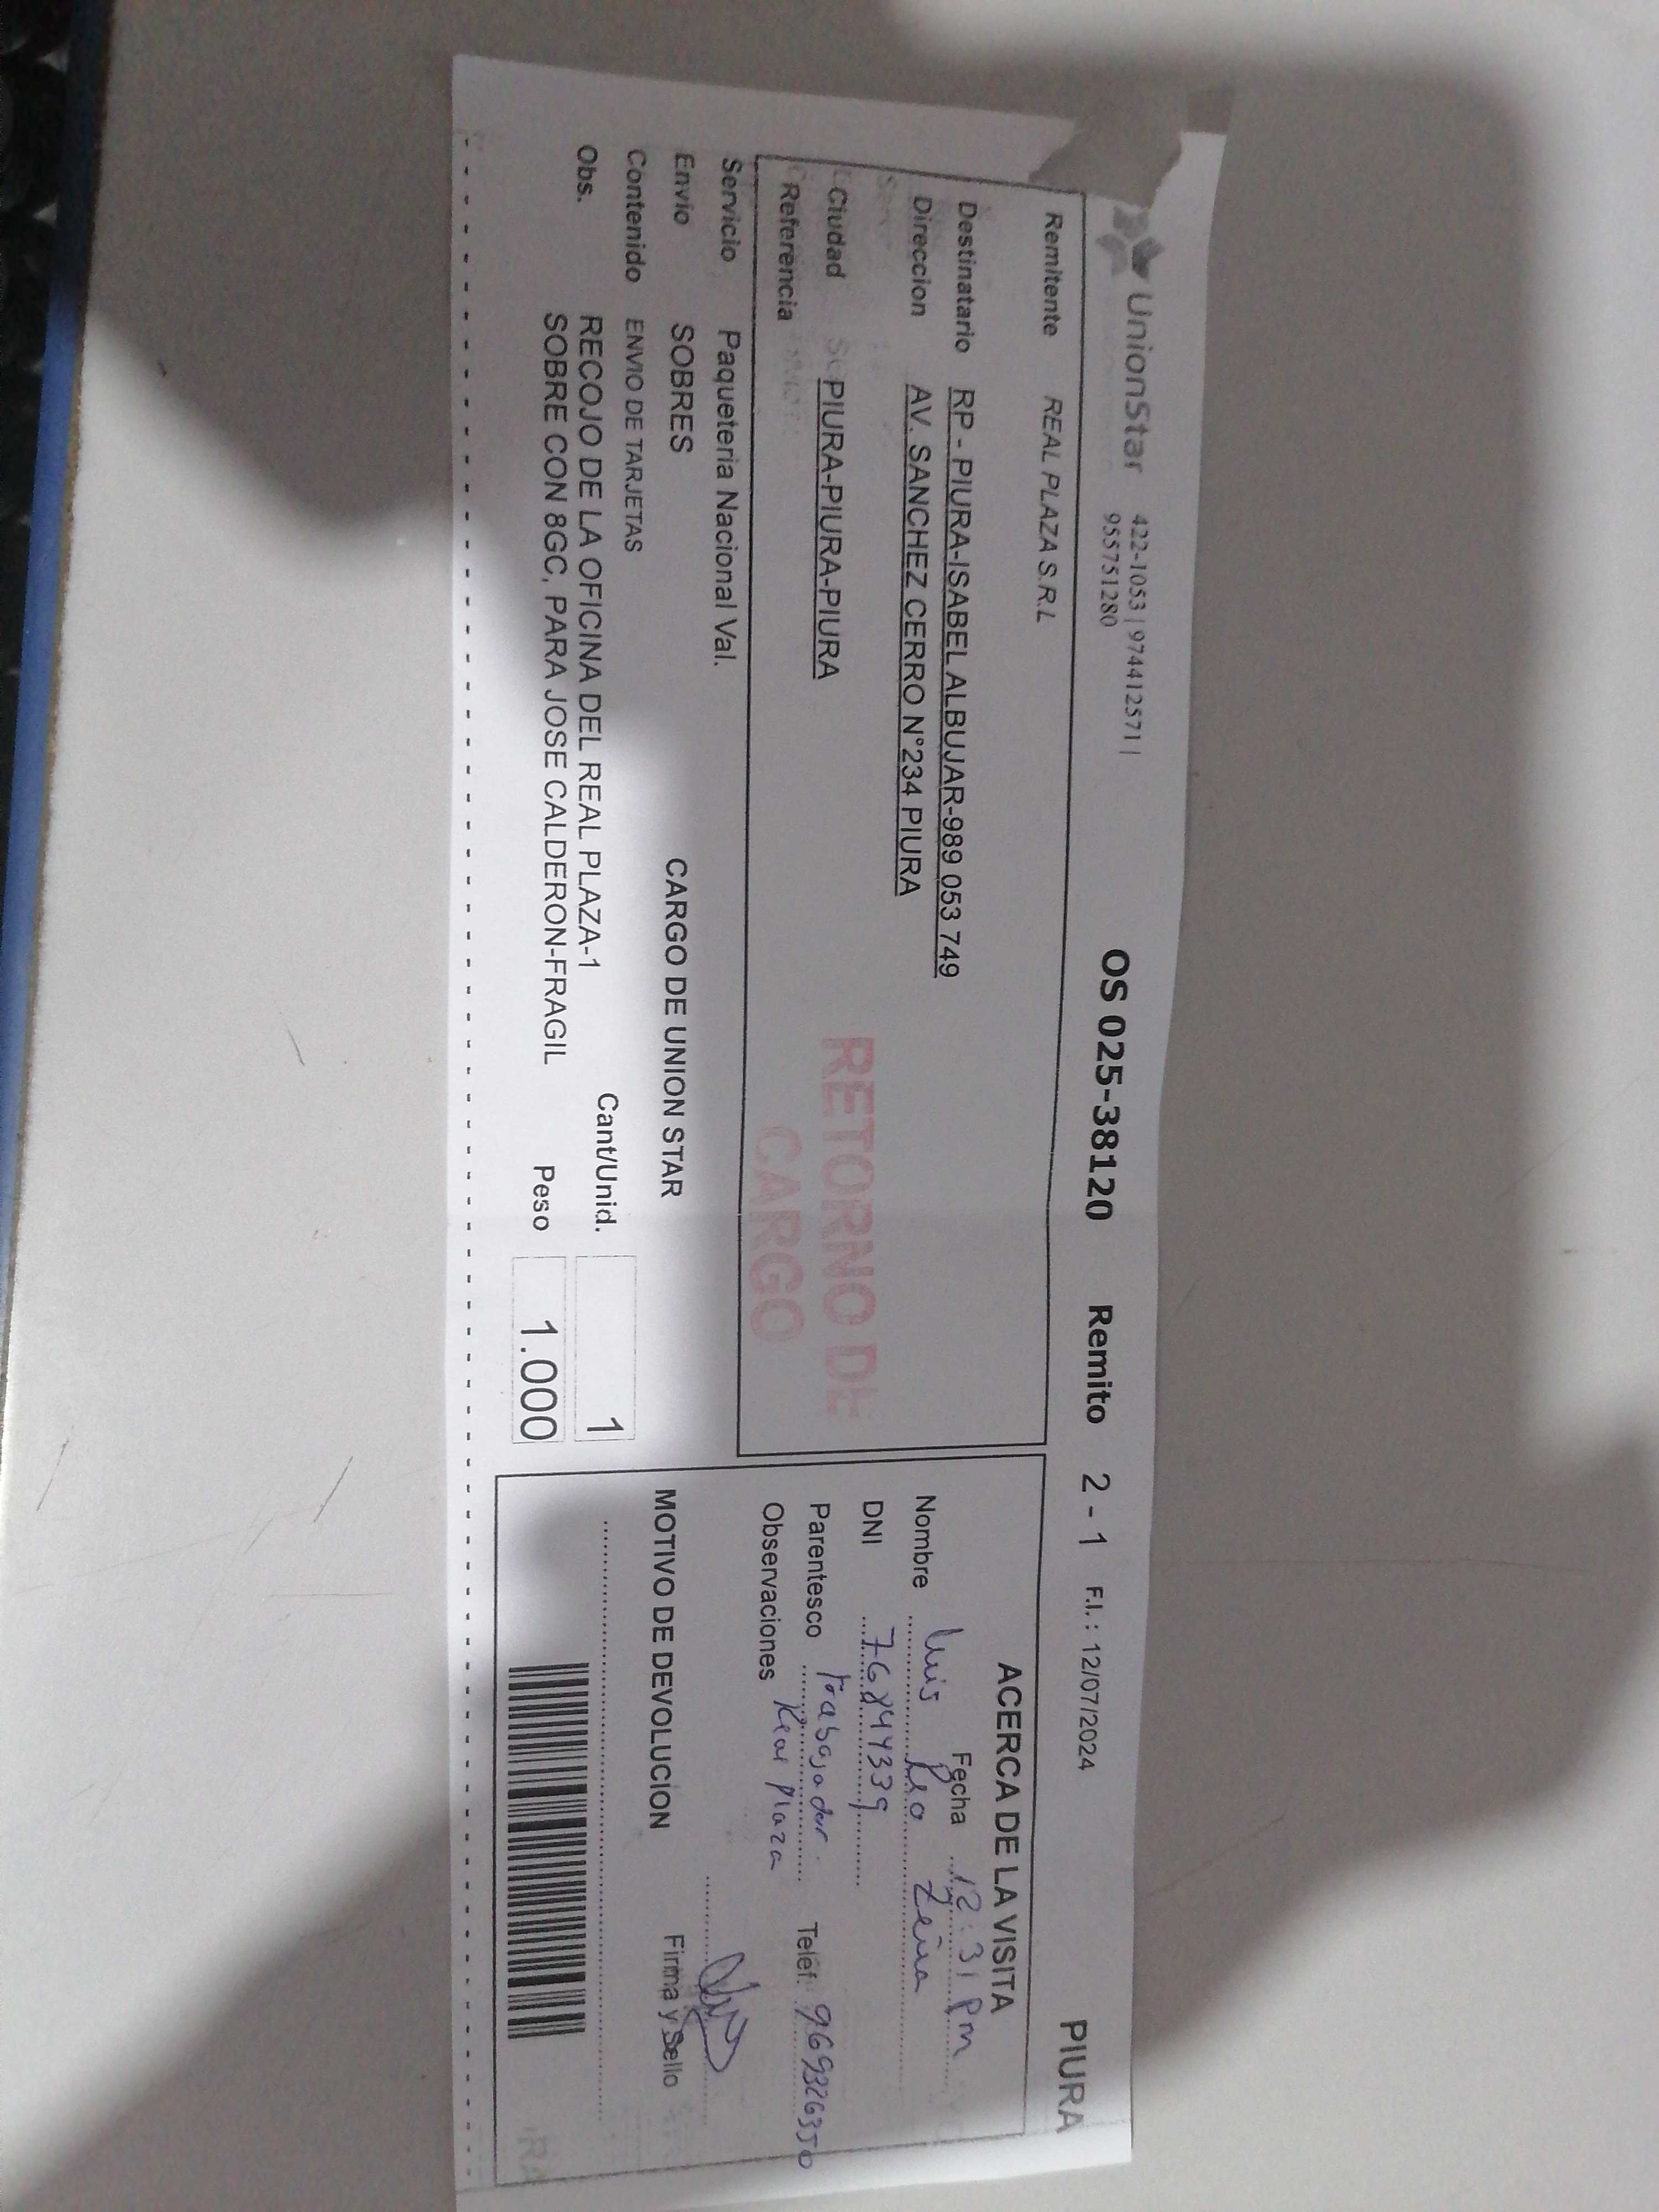 UnionStar 422-1053 | 974412571 | OS 025-38120 Remito 2 - 1 F.I. : 12/07/2024 PIURA
955751280
Remitente REAL PLAZA S.R.L
Destinatario RP - PIURA-ISABEL ALBUJAR-989 053 749
Direccion AV. SANCHEZ CERRO N°234 PIURA
Ciudad PIURA-PIURA-PIURA
Referencia
RETORNO DE
CARGO
Servicio Paqueteria Nacional Val.
Envio SOBRES CARGO DE UNION STAR
Contenido ENVIO DE TARJETAS
Obs. RECOJO DE LA OFICINA DEL REAL PLAZA-1
SOBRE CON 8GC, PARA JOSE CALDERON-FRAGIL
Cant/Unid. 1
Peso 1.000
ACERCA DE LA VISITA
Fecha 12:31 pm
Nombre Luis Zeña
DNI 76844339
Parentesco trabajador. Telef. 969326350
Observaciones Real plaza
MOTIVO DE DEVOLUCION Firma y Sello